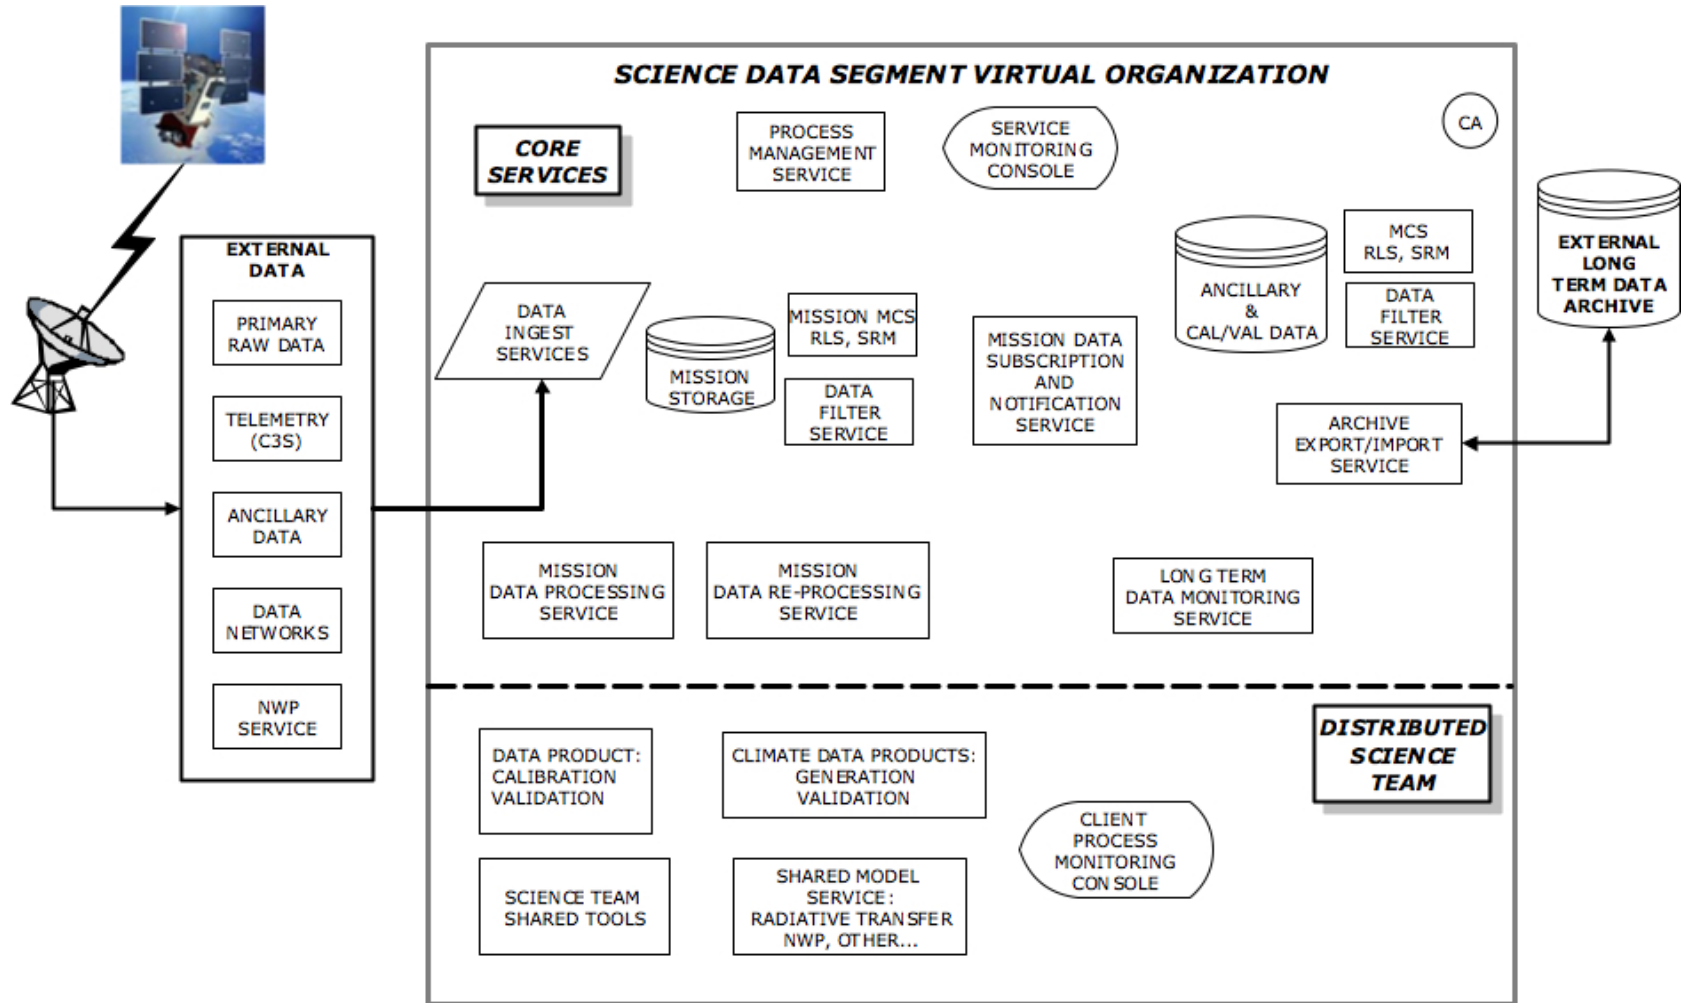 SCIENCE DATA SEGMENT VIRTUAL ORGANIZATION
CORE
SERVICES
PROCESS
MANAGEMENT
SERVICE
SERVICE
MONITORING
CONSOLE
CA
EXTERNAL
DATA
PRIMARY
RAW DATA
TELEMETRY
(C3S)
ANCILLARY
DATA
DATA
NETWORKS
NWP
SERVICE
DATA
INGEST
SERVICES
MISSION
STORAGE
MISSION MCS
RLS, SRM
DATA
FILTER
SERVICE
MISSION DATA
SUBSCRIPTION
AND
NOTIFICATION
SERVICE
ANCILLARY
&
CAL/VAL DATA
MCS
RLS, SRM
DATA
FILTER
SERVICE
EXTERNAL
LONG
TERM DATA
ARCHIVE
ARCHIVE
EXPORT/IMPORT
SERVICE
MISSION
DATA PROCESSING
SERVICE
MISSION
DATA RE-PROCESSING
SERVICE
LONG TERM
DATA MONITORING
SERVICE
DISTRIBUTED
SCIENCE
TEAM
DATA PRODUCT:
CALIBRATION
VALIDATION
CLIMATE DATA PRODUCTS:
GENERATION
VALIDATION
CLIENT
PROCESS
MONITORING
CONSOLE
SCIENCE TEAM
SHARED TOOLS
SHARED MODEL
SERVICE:
RADIATIVE TRANSFER
NWP, OTHER...